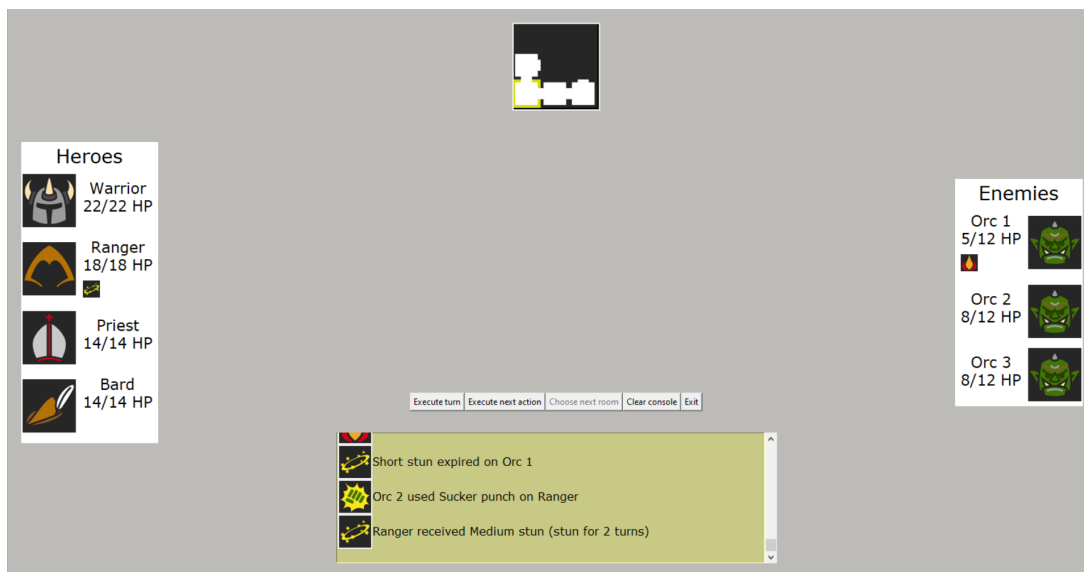 Heroes
Warrior
22/22 HP
Ranger
18/18 HP
Priest
14/14 HP
Bard
14/14 HP
Enemies
Orc 1
5/12 HP
Orc 2
8/12 HP
Orc 3
8/12 HP
Execute turn Execute next action Choose next room Clear console Exit
Short stun expired on Orc 1
Orc 2 used Sucker punch on Ranger
Ranger received Medium stun (stun for 2 turns)